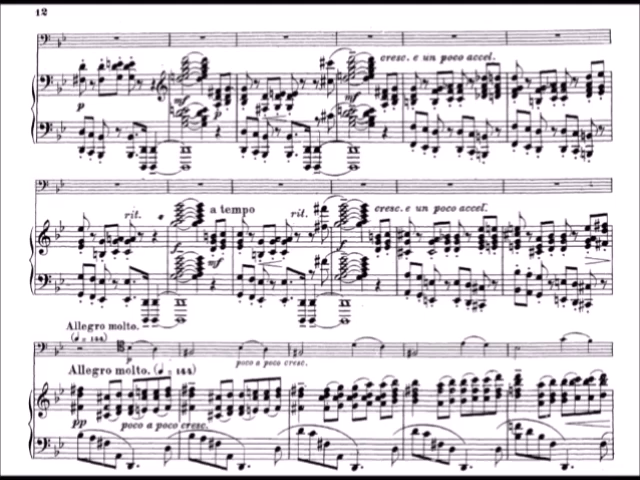 12
cresc. e un poco accel.
p
mf
p
mf
rit.
a tempo
rit.
cresc. e un poco accel.
f
mf
f
Allegro molto.
(♩ = 144)
p
poco a poco cresc.
Allegro molto. (♩ = 144)
pp
poco a poco cresc.